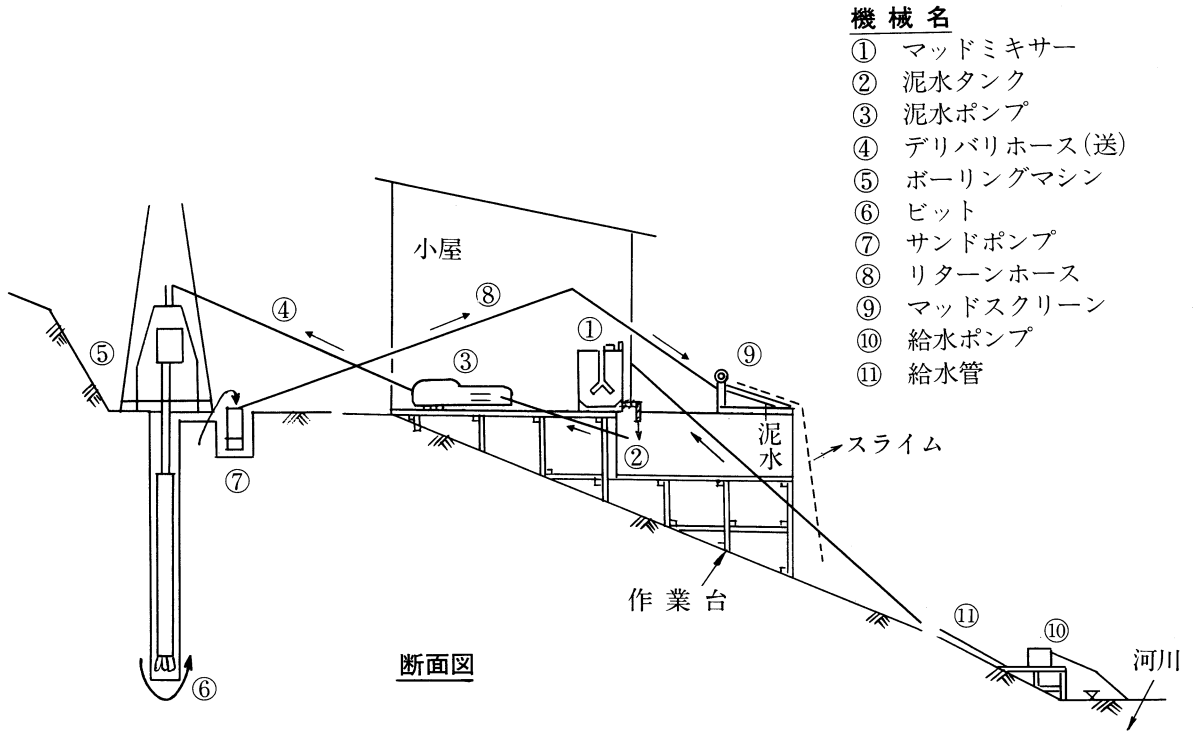 機械名
① マッドミキサー
② 泥水タンク
③ 泥水ポンプ
④ デリバリホース(送)
⑤ ボーリングマシン
⑥ ビット
⑦ サンドポンプ
⑧ リターンホース
⑨ マッドスクリーン
⑩ 給水ポンプ
⑪ 給水管
小屋
⑧
④
①
⑤
③
⑨
泥水
スライム
②
⑦
作業台
⑪
⑩
断面図
河川
⑥